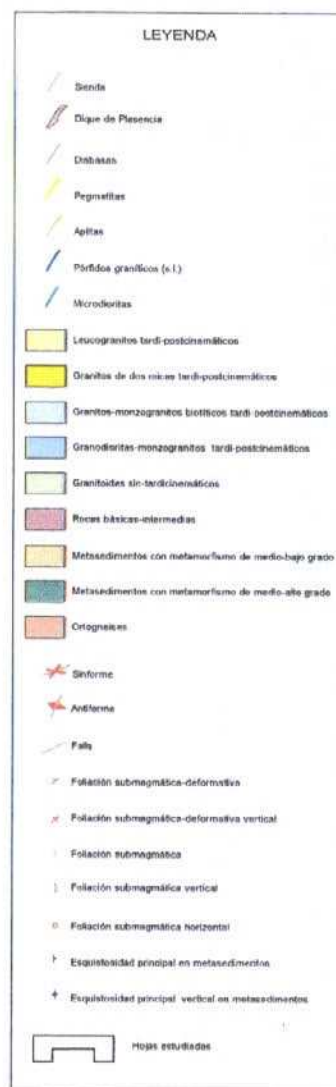 LEYENDA
Sienita
Dique de Plasencia
Diabasas
Pegmatitas
Aplitas
Pórfidos graníticos (s.l.)
Microdioritas
Leucogranitos tardi-postcinemáticos
Granitos de dos micas tardi-postcinemáticos
Granitos-monzogranitos biotíticos tardi-postcinemáticos
Granodioritas-monzogranitos tardi-postcinemáticos
Granitoides sin-tardicinemáticos
Rocas básicas-intermedias
Metasedimentos con metamorfismo de medio-bajo grado
Metasedimentos con metamorfismo de medio-alto grado
Ortogneises
Sinforme
Antiforme
Falla
Foliación submagmática-deformativa
Foliación submagmática-deformativa vertical
Foliación submagmática
Foliación submagmática vertical
Foliación submagmática horizontal
Esquistosidad principal en metasedimentos
Esquistosidad principal vertical en metasedimentos
Hojas estudiadas